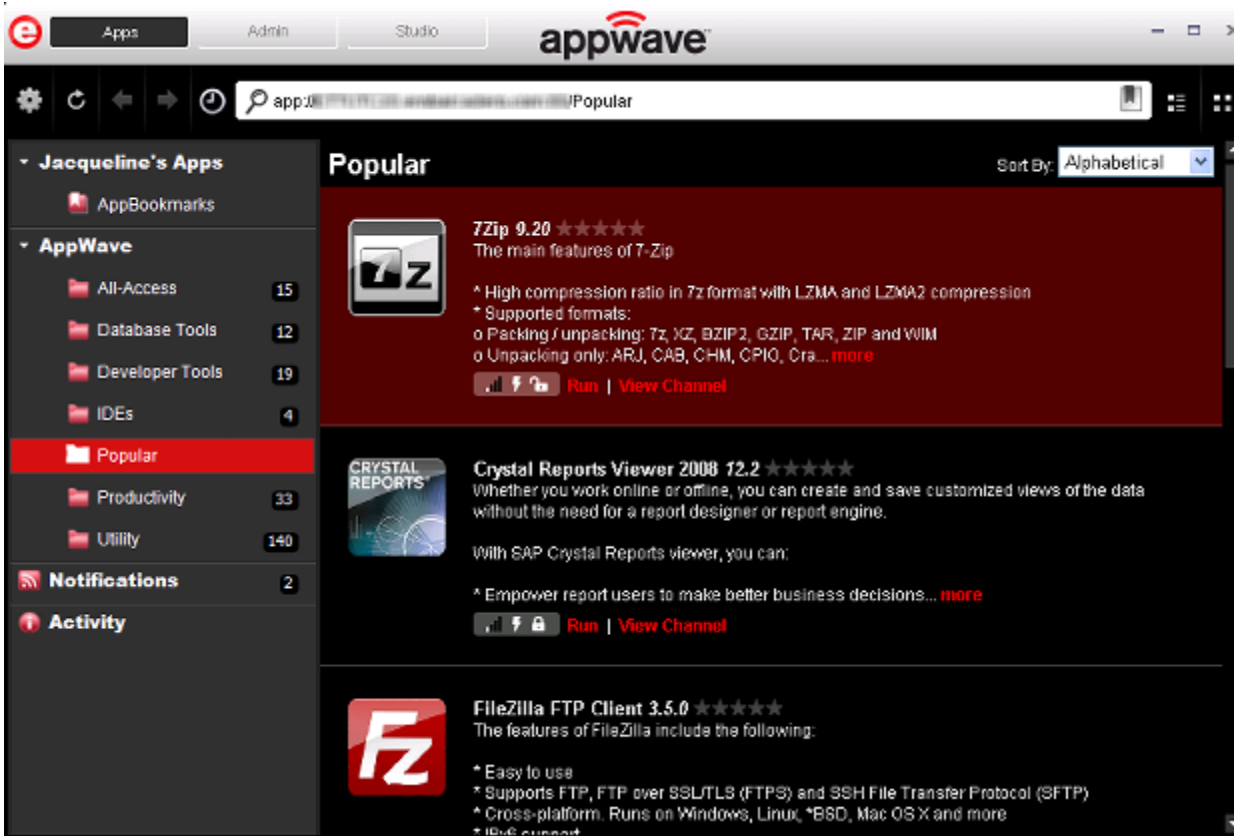 Apps
Admin
Studio
appwave
app:// /Popular
Jacqueline's Apps
AppBookmarks
AppWave
All-Access 15
Database Tools 12
Developer Tools 19
IDEs 4
Popular
Productivity 33
Utility 140
Notifications 2
Activity
Popular
Sort By: Alphabetical
7Zip 9.20
The main features of 7-Zip
* High compression ratio in 7z format with LZMA and LZMA2 compression
* Supported formats:
o Packing / unpacking: 7z, XZ, BZIP2, GZIP, TAR, ZIP and WIM
o Unpacking only: ARJ, CAB, CHM, CPIO, Cra... more
Run | View Channel
CRYSTAL
REPORTS
Crystal Reports Viewer 2008 12.2
Whether you work online or offline, you can create and save customized views of the data
without the need for a report designer or report engine.
With SAP Crystal Reports viewer, you can:
* Empower report users to make better business decisions... more
Run | View Channel
FileZilla FTP Client 3.5.0
The features of FileZilla include the following:
* Easy to use
* Supports FTP, FTP over SSL/TLS (FTPS) and SSH File Transfer Protocol (SFTP)
* Cross-platform. Runs on Windows, Linux, *BSD, Mac OS X and more
* IPv6 support